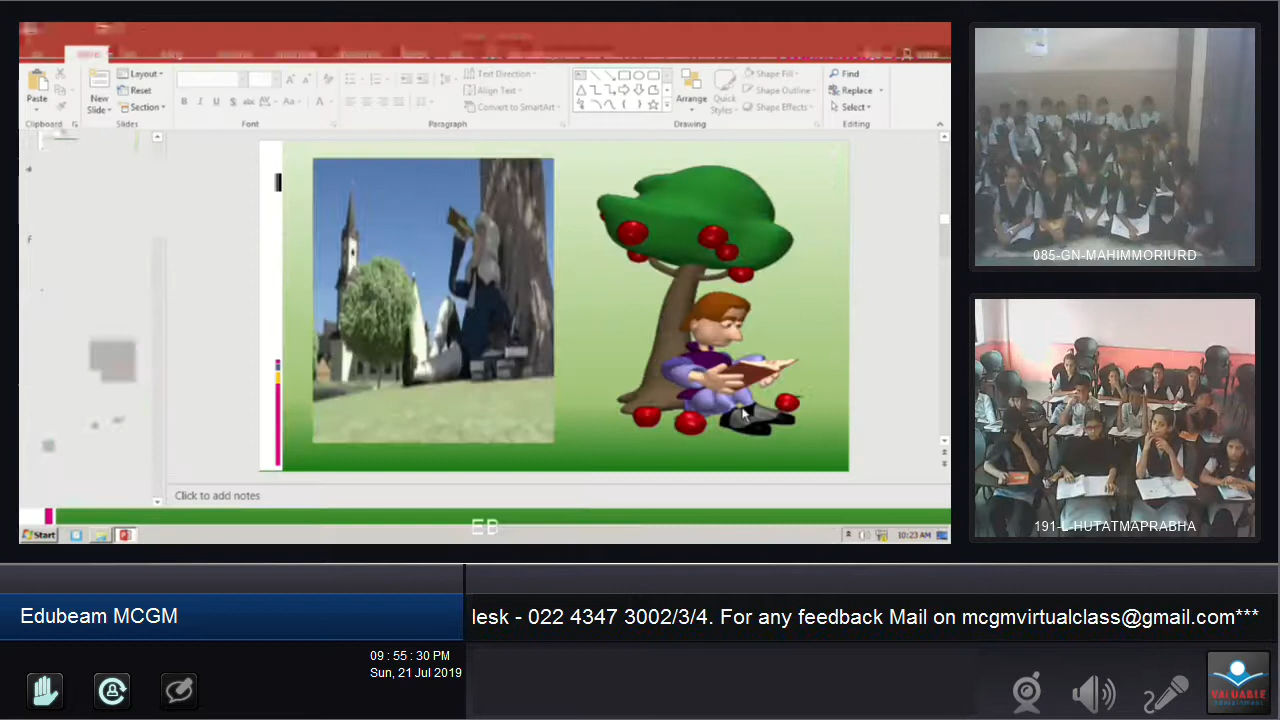 Layout
Reset
Section
Paste
New
Slide
Text Direction
Align Text
Convert to SmartArt
Arrange
Quick
Styles
Shape Fill
Shape Outline
Shape Effects
Find
Replace
Select
Clipboard
Slides
Font
Paragraph
Drawing
Editing
Click to add notes
EB
Start
10:23 AM
085-GN-MAHIMMORIURD
191-L-HUTATMAPRABHA
Edubeam MCGM
lesk - 022 4347 3002/3/4. For any feedback Mail on mcgmvirtualclass@gmail.com***
09 : 55 : 30 PM
Sun, 21 Jul 2019
VALUABLE